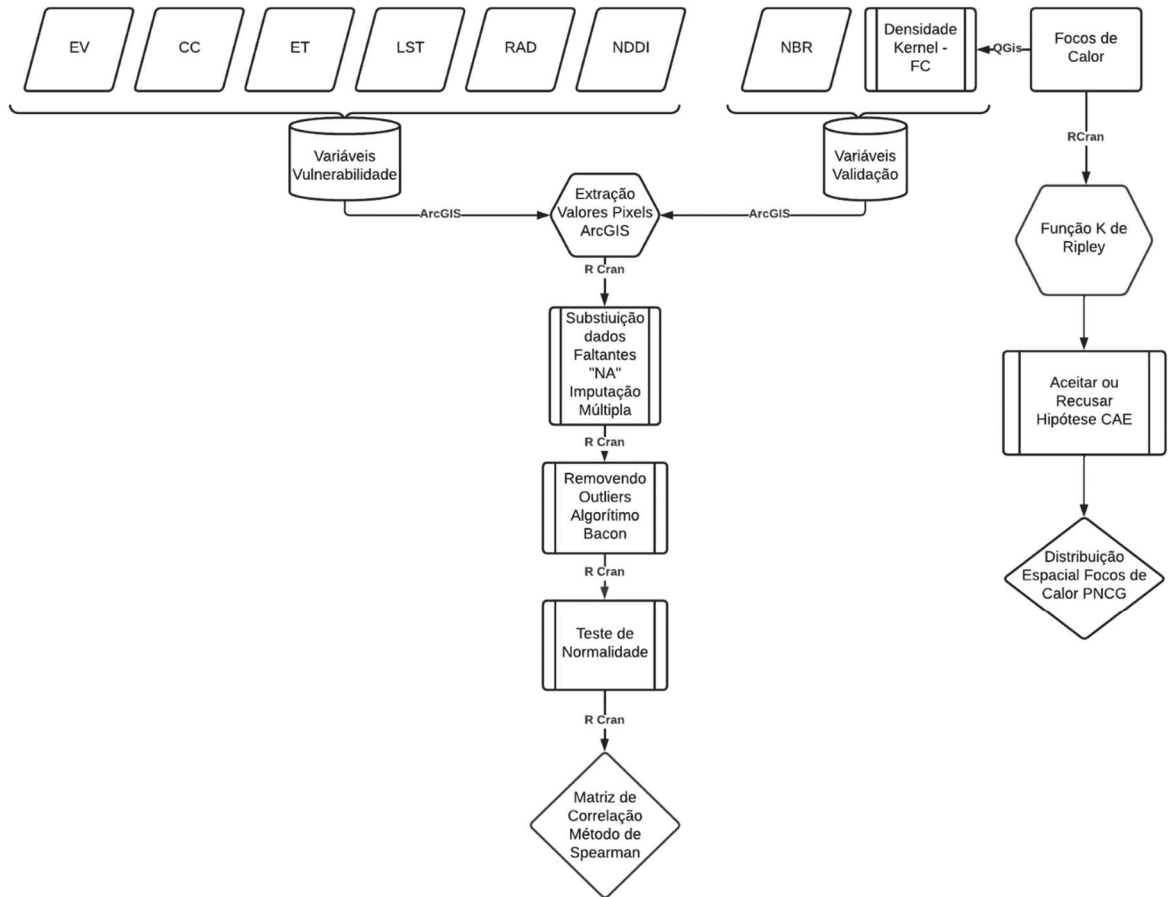 EV
CC
ET
LST
RAD
NDDI
NBR
Densidade
Kernel -
FC
QGis
Focos de
Calor
RCran
Variáveis
Vulnerabilidade
Variáveis
Validação
ArcGIS
Extração
Valores Pixels
ArcGIS
ArcGIS
Função K de
Ripley
R Cran
Substiuição
dados
Faltantes
"NA"
Imputação
Múltipla
Aceitar ou
Recusar
Hipótese CAE
R Cran
Removendo
Outliers
Algorítimo
Bacon
Distribuição
Espacial Focos de
Calor PNCG
R Cran
Teste de
Normalidade
R Cran
Matriz de
Correlação
Método de
Spearman